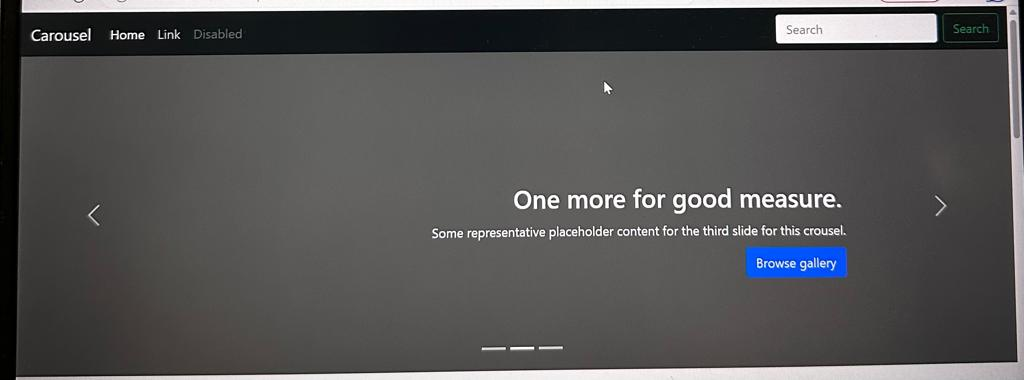 Carousel Home Link Disabled Search Search
One more for good measure.
Some representative placeholder content for the third slide for this crousel.
Browse gallery